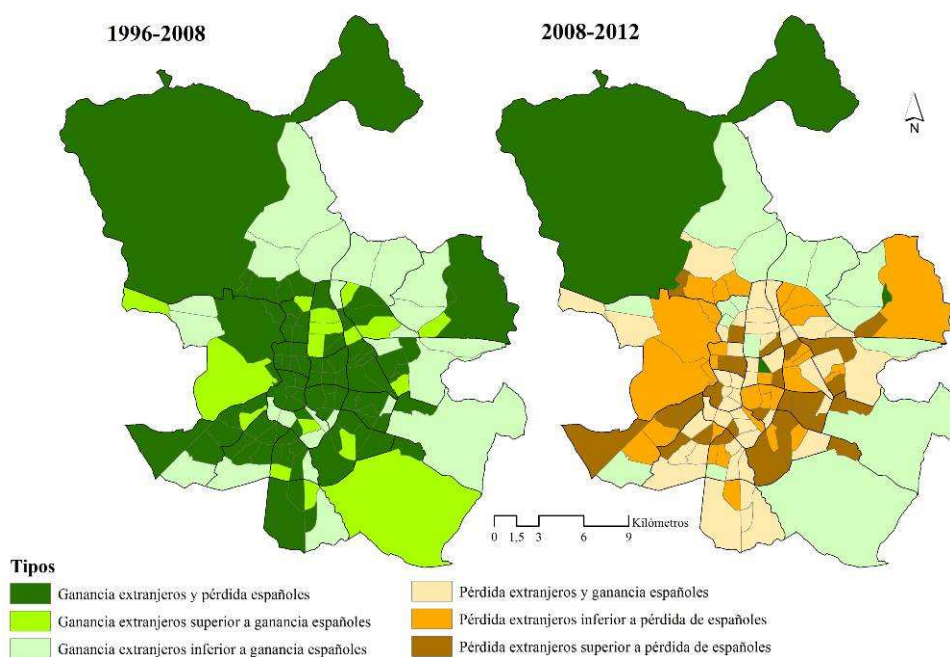 1996-2008
2008-2012
N
Kilómetros
0 1,5 3 6 9
Tipos
Ganancia extranjeros y pérdida españoles
Ganancia extranjeros superior a ganancia españoles
Ganancia extranjeros inferior a ganancia españoles
Pérdida extranjeros y ganancia españoles
Pérdida extranjeros inferior a pérdida de españoles
Pérdida extranjeros superior a pérdida de españoles